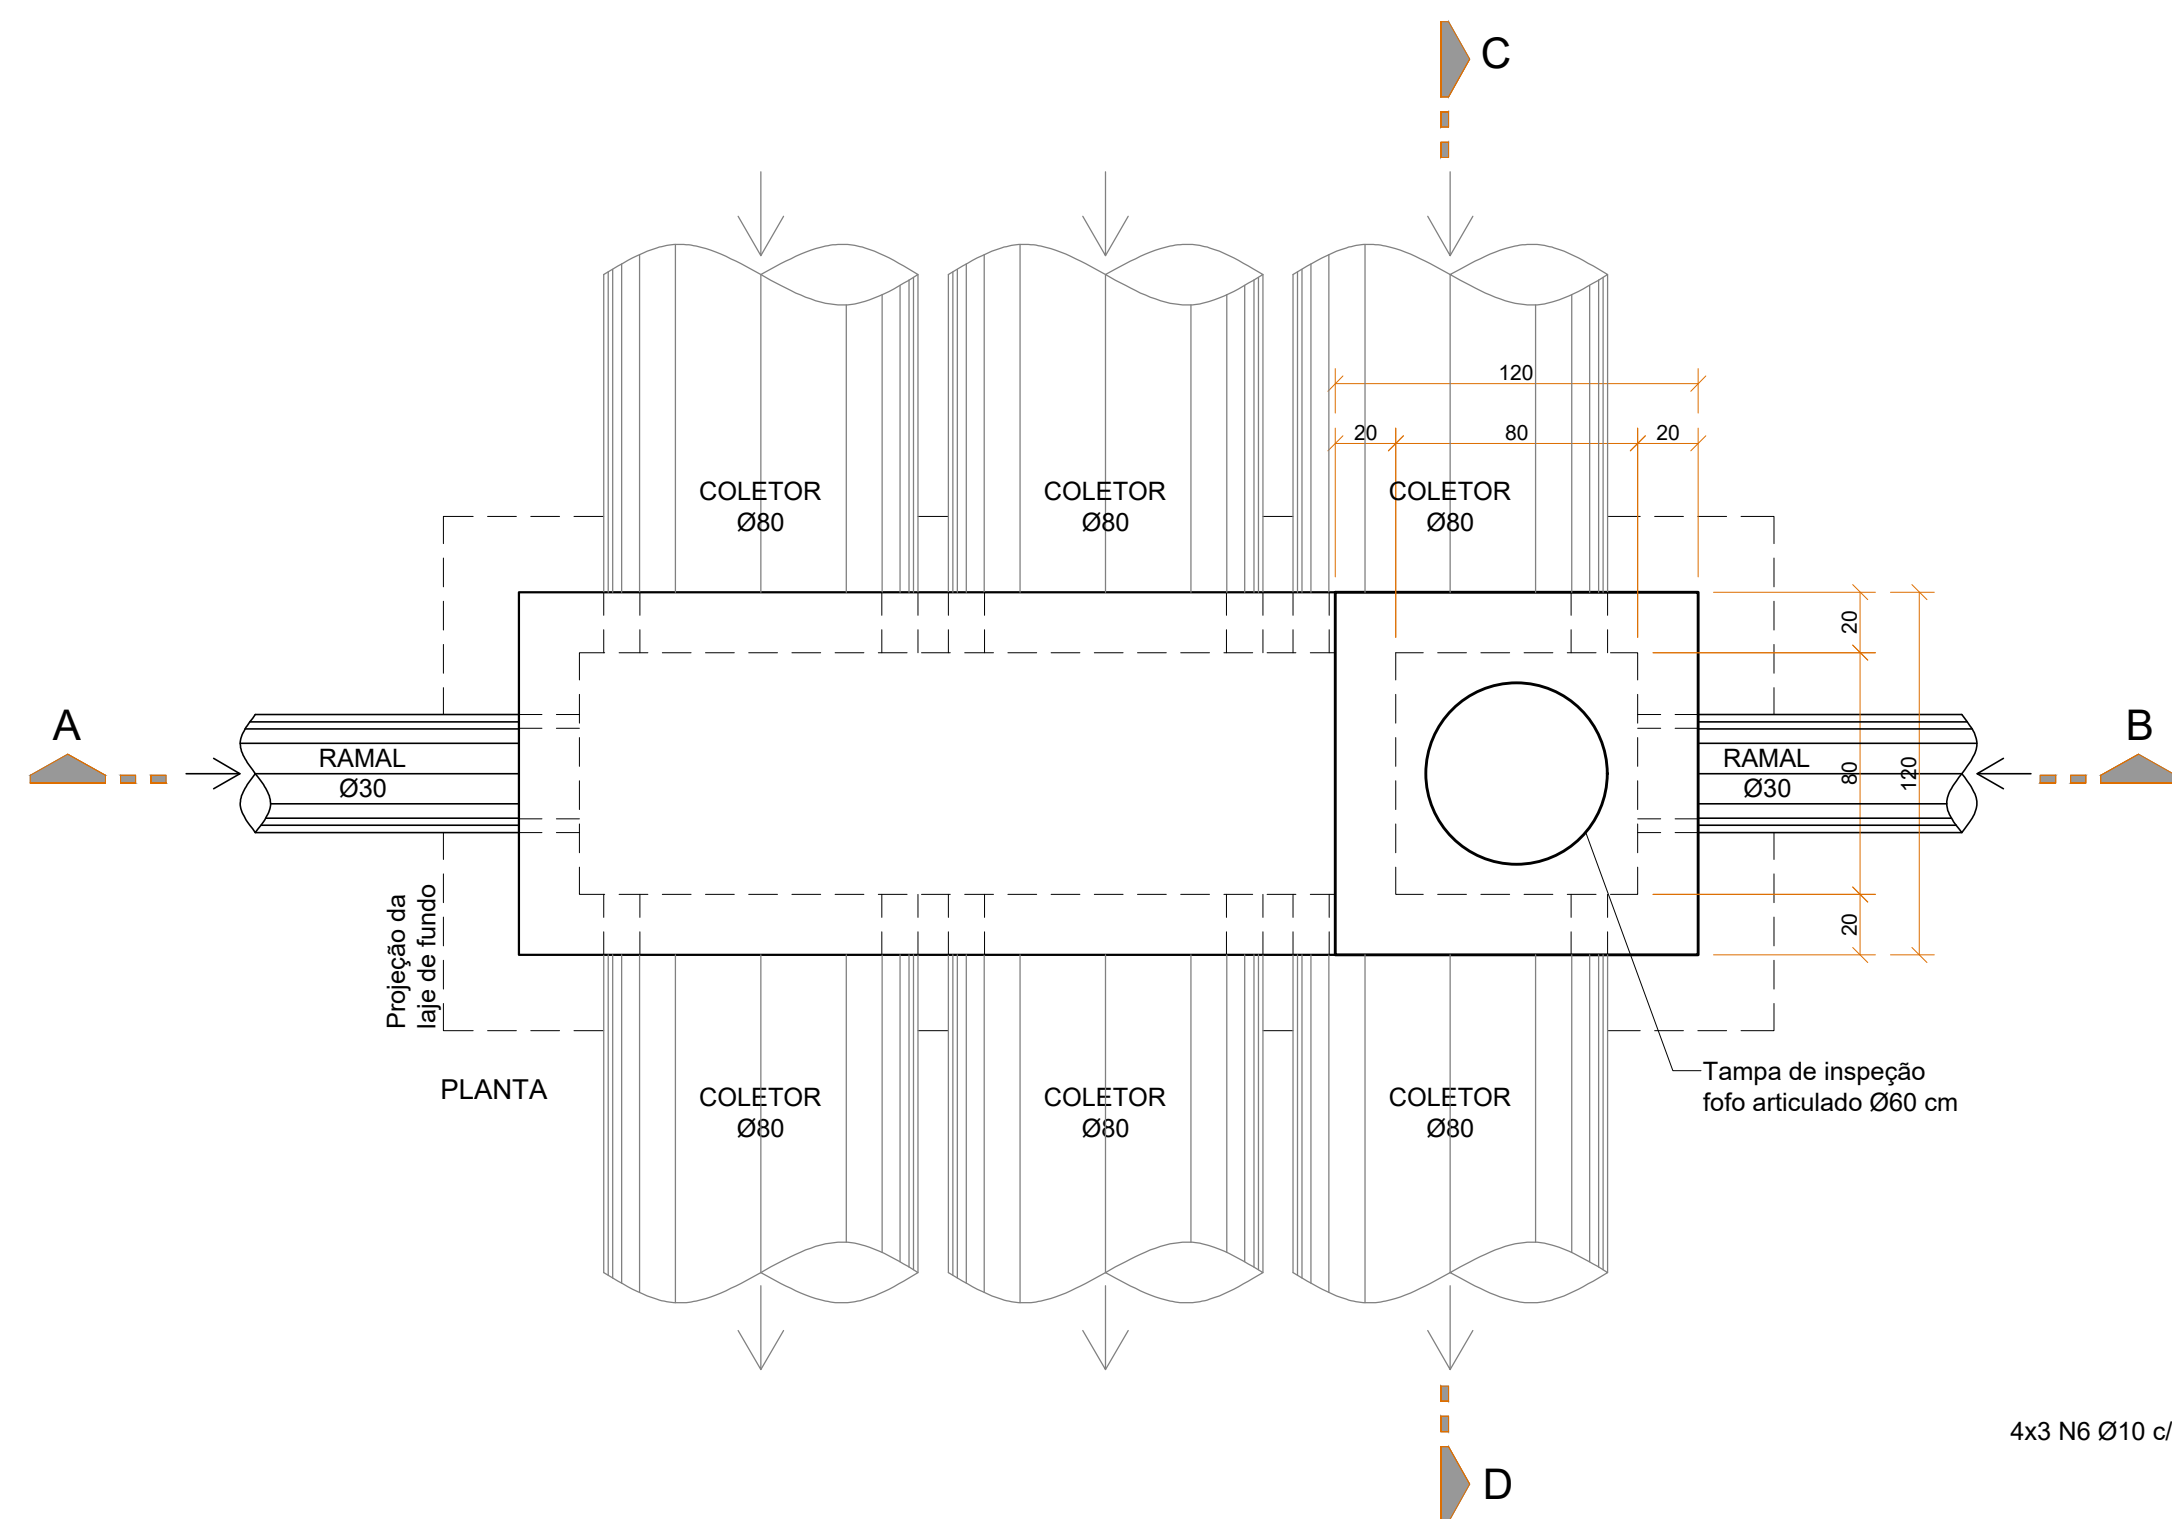 C
120
20
80
20
COLETOR
Ø80
COLETOR
Ø80
COLETOR
Ø80
20
80
120
20
A
RAMAL
Ø30
RAMAL
Ø30
B
Projeção da
laje de fundo
PLANTA
COLETOR
Ø80
COLETOR
Ø80
COLETOR
Ø80
Tampa de inspeção
fofo articulado Ø60 cm
4x3 N6 Ø10 c/
D